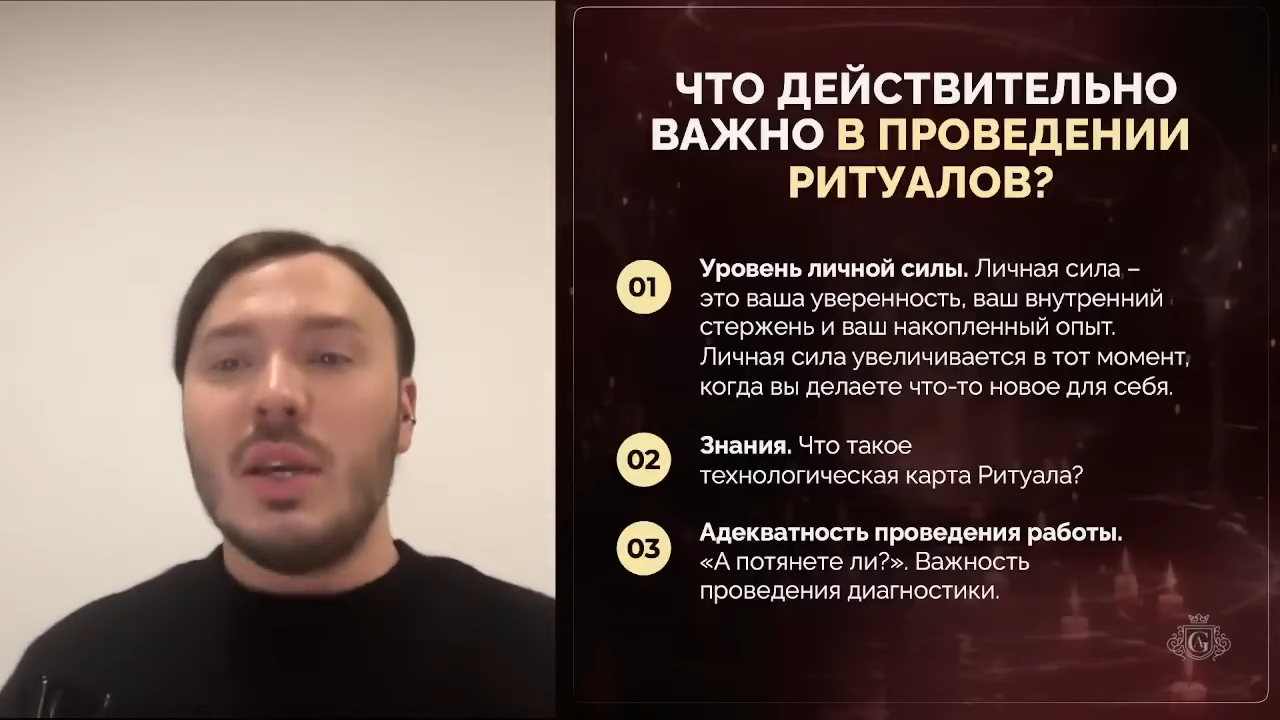 ЧТО ДЕЙСТВИТЕЛЬНО
ВАЖНО В ПРОВЕДЕНИИ
РИТУАЛОВ?
01
Уровень личной силы. Личная сила –
это ваша уверенность, ваш внутренний
стержень и ваш накопленный опыт.
Личная сила увеличивается в тот момент,
когда вы делаете что-то новое для себя.
02
Знания. Что такое
технологическая карта Ритуала?
03
Адекватность проведения работы.
«А потянете ли?». Важность
проведения диагностики.